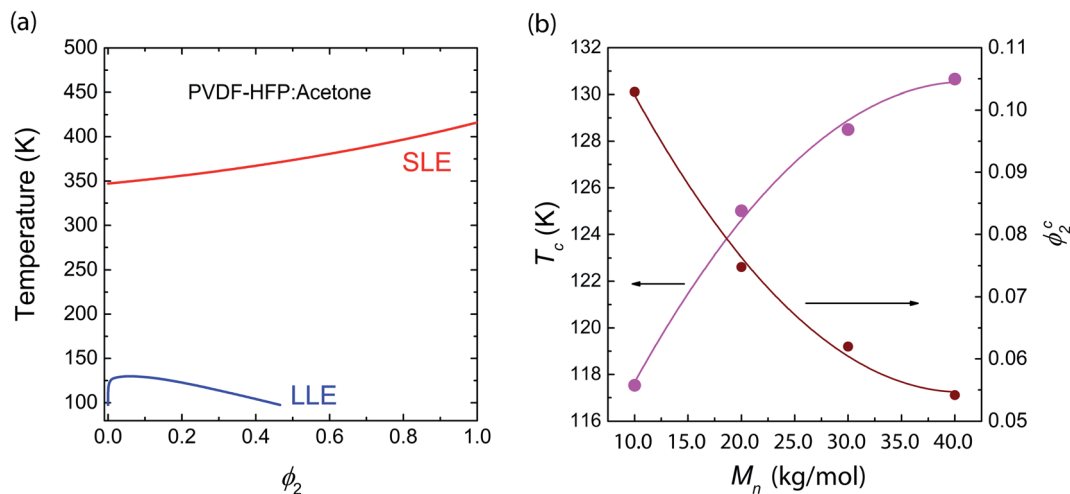 (a)
500
450
400
350
300
250
200
150
100
Temperature (K)
PVDF-HFP:Acetone
SLE
LLE
0.0 0.2 0.4 0.6 0.8 1.0
ϕ₂
(b)
132
130
128
126
124
122
120
118
116
T_c (K)
0.11
0.10
0.09
0.08
0.07
0.06
0.05
ϕ₂ᶜ
10.0 15.0 20.0 25.0 30.0 35.0 40.0
M_n (kg/mol)